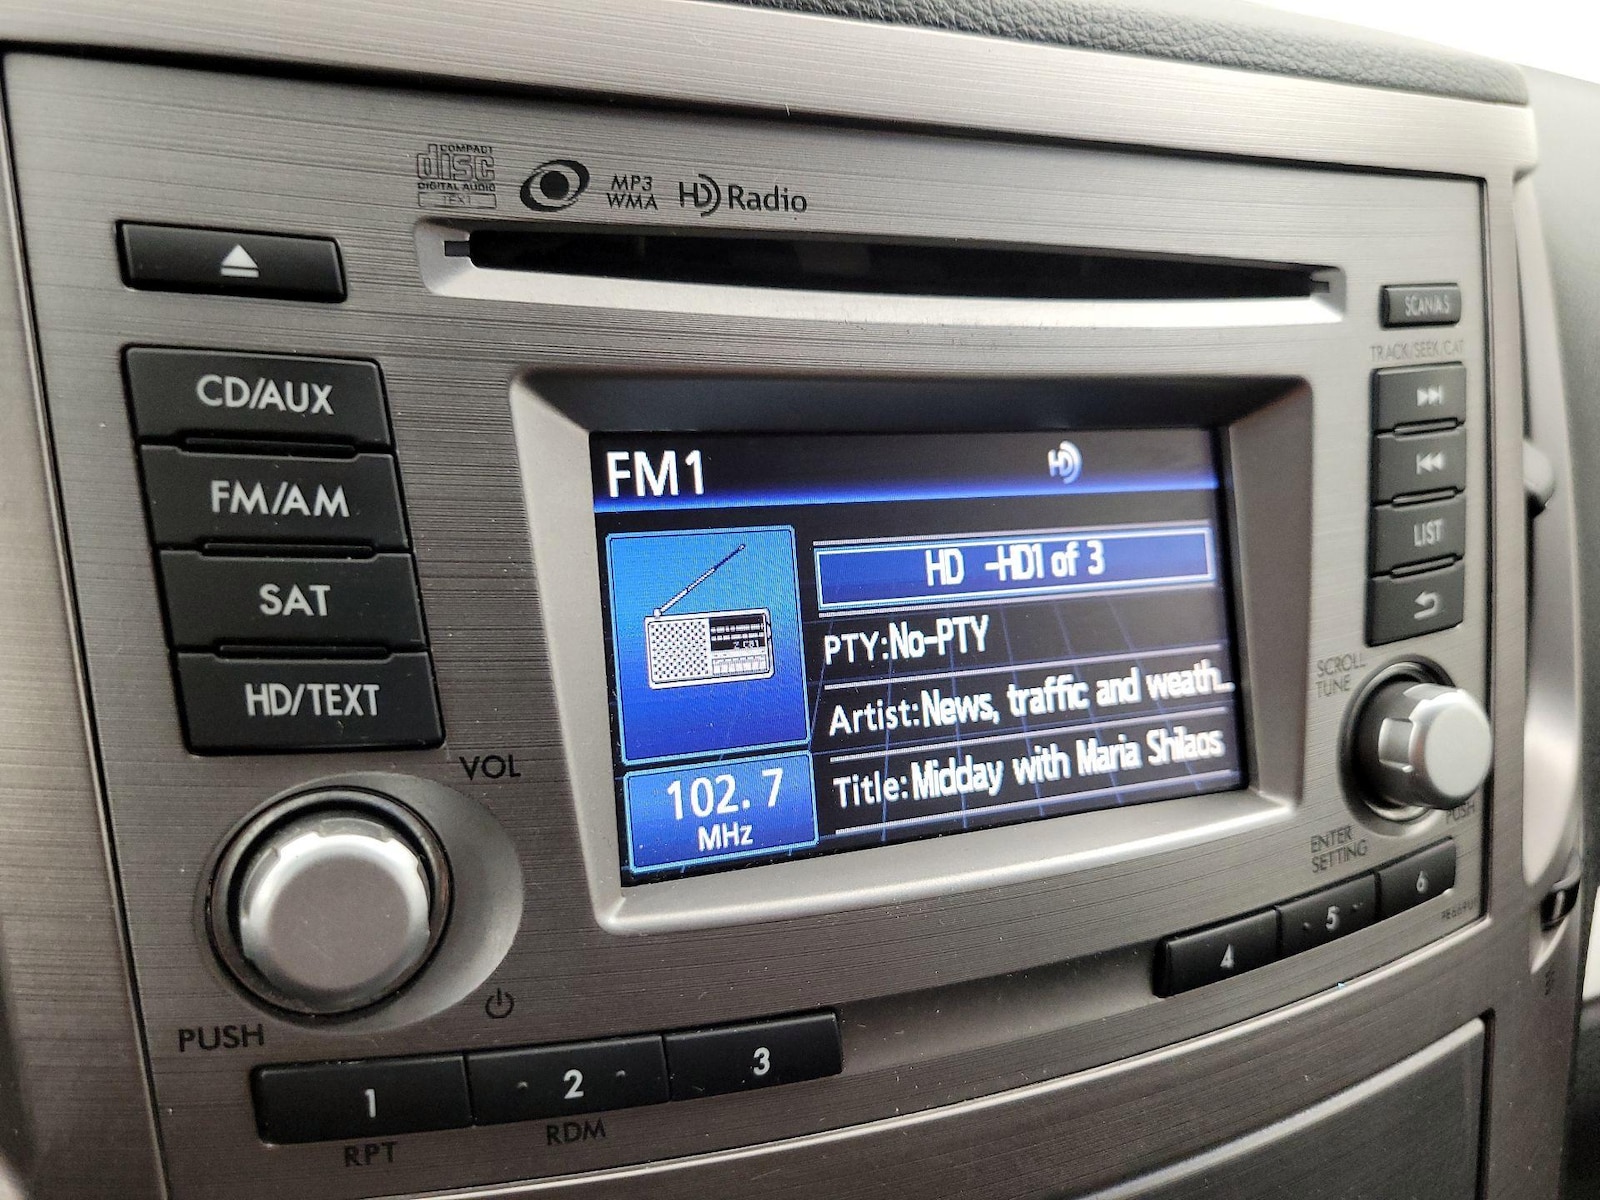 COMPACT
disc
DIGITAL AUDIO
TEXT
MP3
WMA
HD Radio
SCAN/AS
TRACK/SEEK/CAT
CD/AUX
FM/AM
SAT
HD/TEXT
LIST
FM1
HD
HD -HD1 of 3
PTY:No-PTY
Artist:News, traffic and weath...
Title:Midday with Maria Shilaos
102.7
MHz
SCROLL
TUNE
PUSH
ENTER
SETTING
VOL
PUSH
1
2
3
4
5
6
RPT
RDM